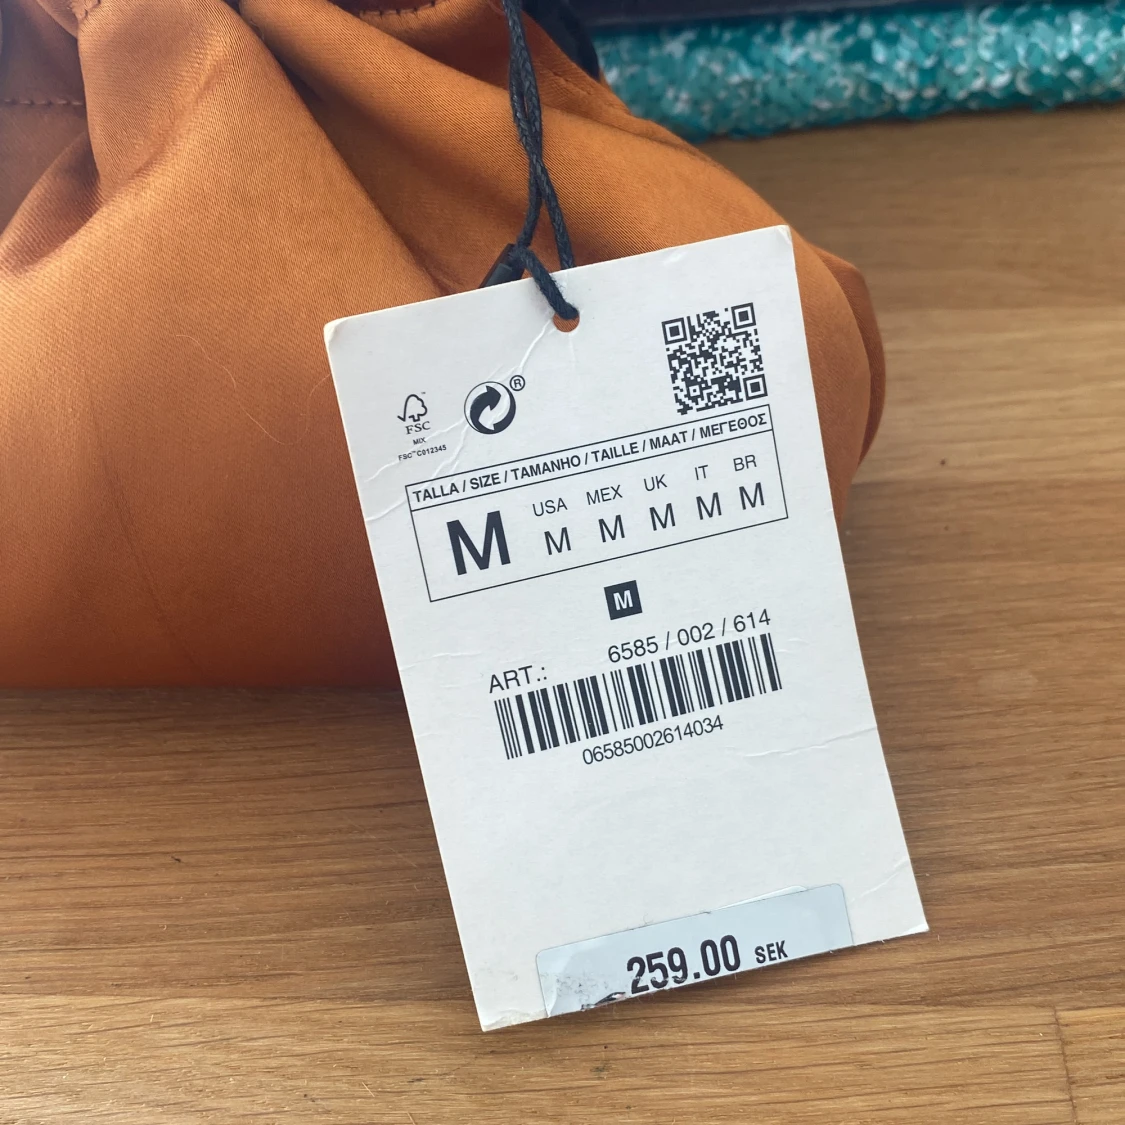 ®
FSC™
MIX
FSC™ C012345
TALLA / SIZE / TAMANHO / TAILLE / MAAT / ΜΕΓΕΘΟΣ
USA MEX UK IT BR
M M M M M M
M
ART.: 6585 / 002 / 614
06585002614034
259.00 SEK